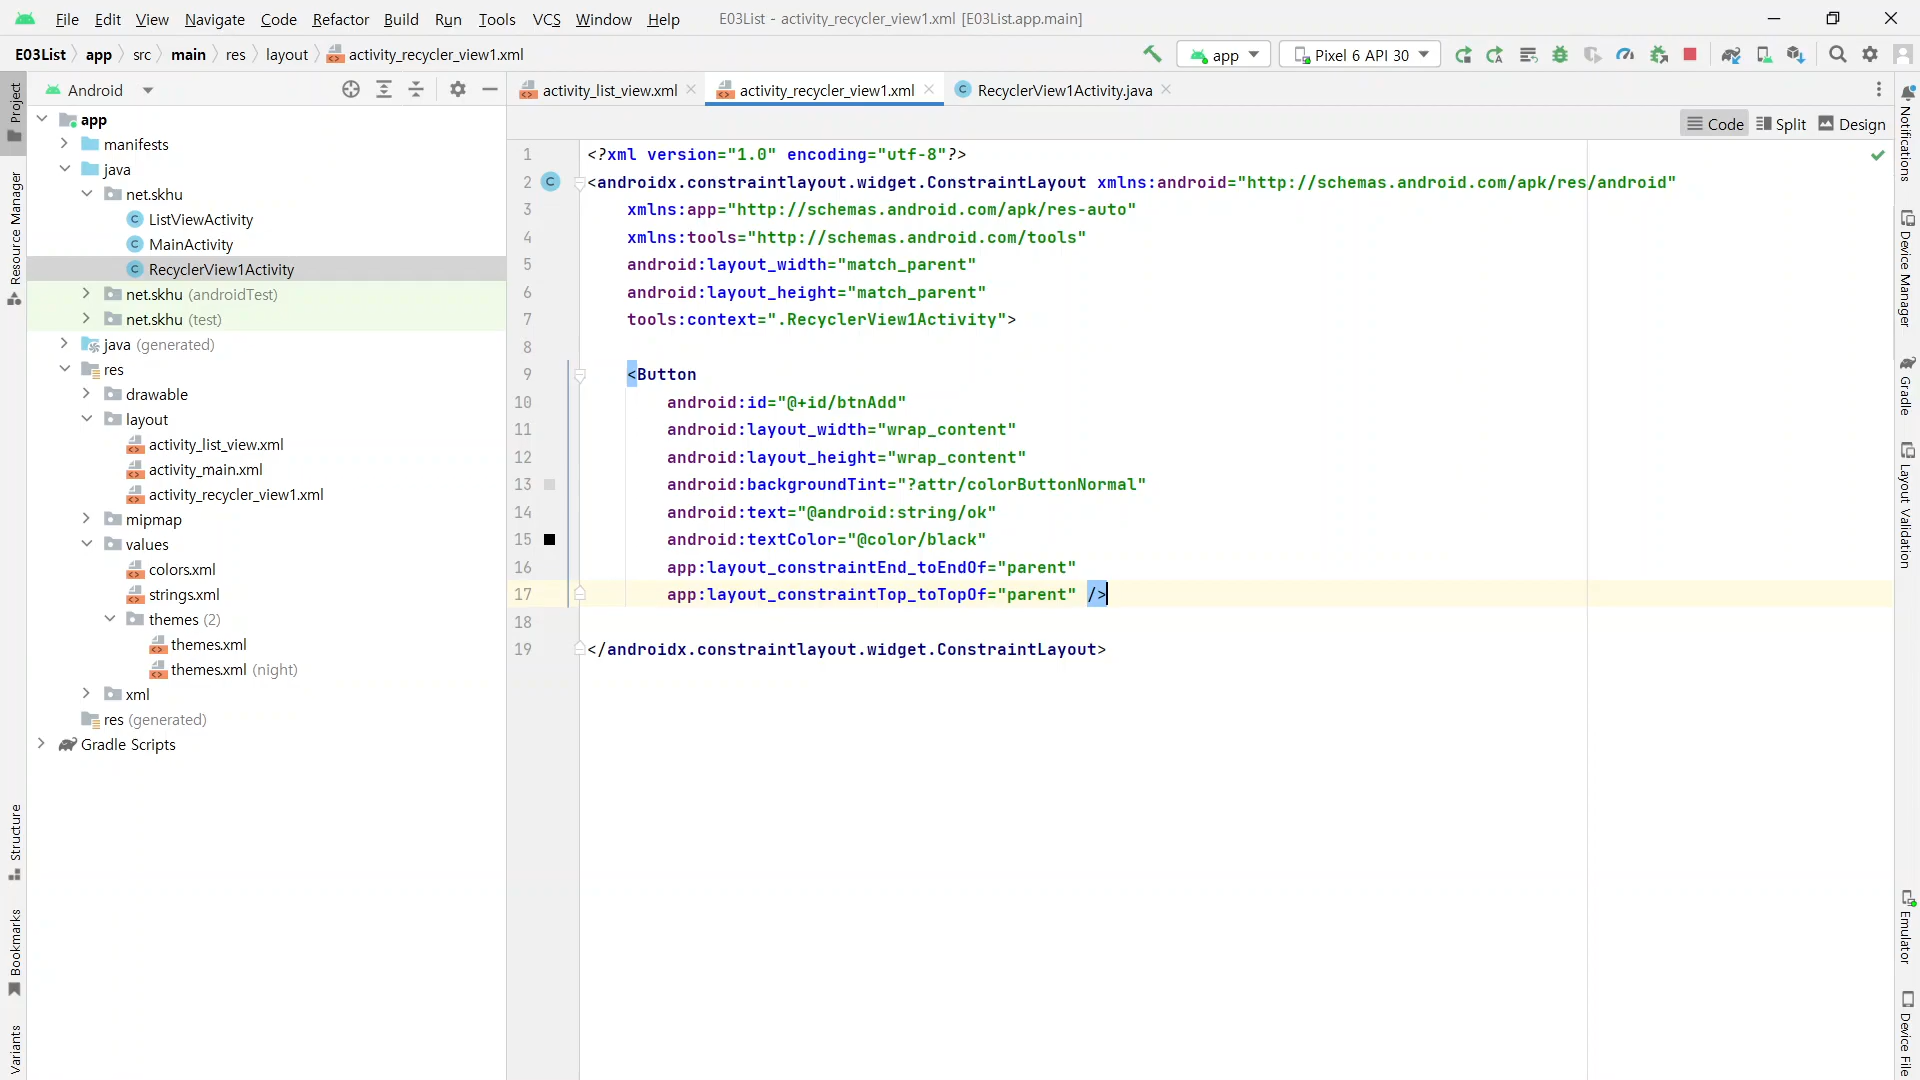 File Edit View Navigate Code Refactor Build Run Tools VCS Window Help E03List - activity_recycler_view1.xml [E03List.app.main]
E03List app src main res layout activity_recycler_view1.xml app Pixel 6 API 30
Android activity_list_view.xml activity_recycler_view1.xml RecyclerView1Activity.java
Code Split Design
Project
Resource Manager
Structure
Bookmarks
Variants
app
manifests
java
net.skhu
ListViewActivity
MainActivity
RecyclerView1Activity
net.skhu (androidTest)
net.skhu (test)
java (generated)
res
drawable
layout
activity_list_view.xml
activity_main.xml
activity_recycler_view1.xml
mipmap
values
colors.xml
strings.xml
themes (2)
themes.xml
themes.xml (night)
xml
res (generated)
Gradle Scripts
1 <?xml version="1.0" encoding="utf-8"?>
2 <androidx.constraintlayout.widget.ConstraintLayout xmlns:android="http://schemas.android.com/apk/res/android"
3 xmlns:app="http://schemas.android.com/apk/res-auto"
4 xmlns:tools="http://schemas.android.com/tools"
5 android:layout_width="match_parent"
6 android:layout_height="match_parent"
7 tools:context=".RecyclerView1Activity">
8
9 <Button
10 android:id="@+id/btnAdd"
11 android:layout_width="wrap_content"
12 android:layout_height="wrap_content"
13 android:backgroundTint="?attr/colorButtonNormal"
14 android:text="@android:string/ok"
15 android:textColor="@color/black"
16 app:layout_constraintEnd_toEndOf="parent"
17 app:layout_constraintTop_toTopOf="parent" />
18
19 </androidx.constraintlayout.widget.ConstraintLayout>
Notifications
Device Manager
Gradle
Layout Validation
Emulator
Device File